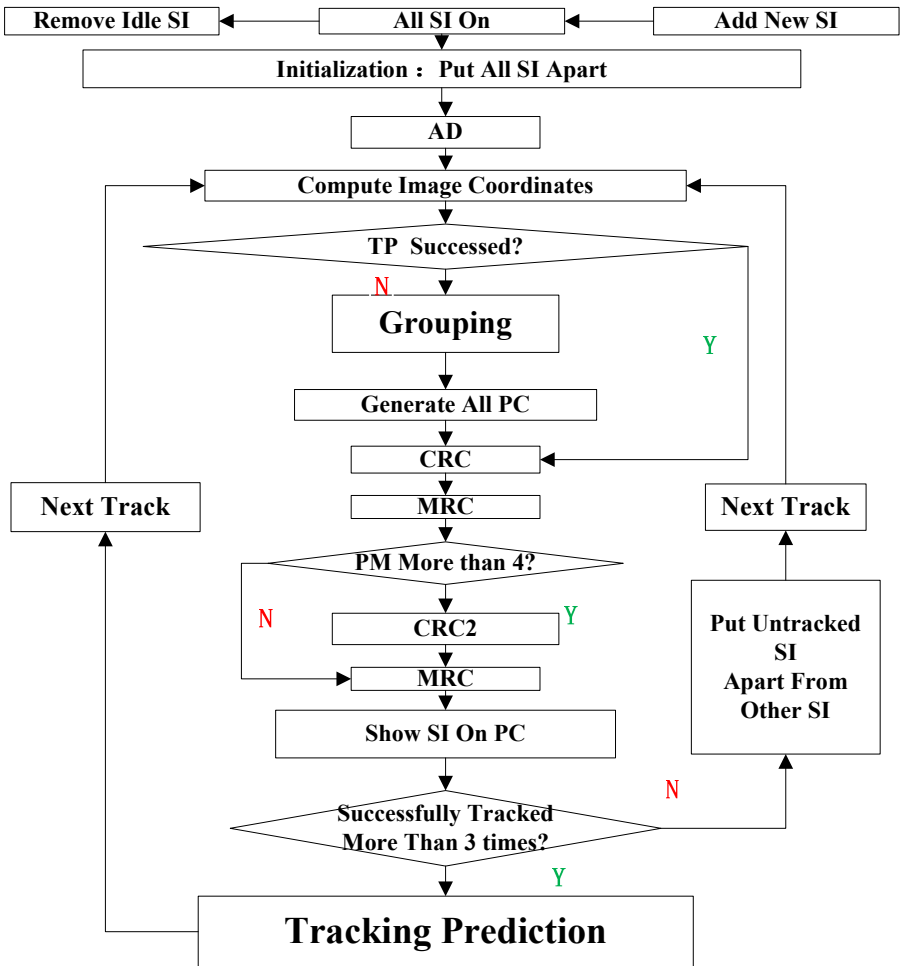 Remove Idle SI
All SI On
Add New SI
Initialization : Put All SI Apart
AD
Compute Image Coordinates
TP Successed?
N
Grouping
Y
Generate All PC
CRC
MRC
Next Track
Next Track
PM More than 4?
N
Y
CRC2
MRC
Put Untracked
SI
Apart From
Other SI
Show SI On PC
N
Successfully Tracked
More Than 3 times?
Y
Tracking Prediction